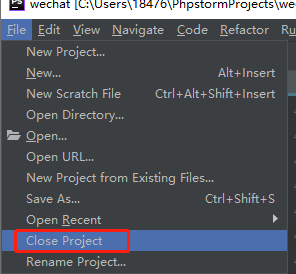 PS wechat [C:\Users\18476\PhpstormProjects\we
File Edit View Navigate Code Refactor Ru
New Project...
New... Alt+Insert
New Scratch File Ctrl+Alt+Shift+Insert
Open Directory...
Open...
Open URL...
New Project from Existing Files...
Save As... Ctrl+Shift+S
Open Recent
Close Project
Rename Project...